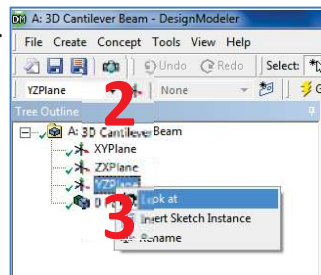 A: 3D Cantilever Beam - DesignModeler
File Create Concept Tools View Help
Undo Redo Select:
YZPlane None G
2
Tree Outline
A: 3D Cantilever Beam
XYPlane
ZXPlane
YZPlane
0
Look at
3
Insert Sketch Instance
Rename